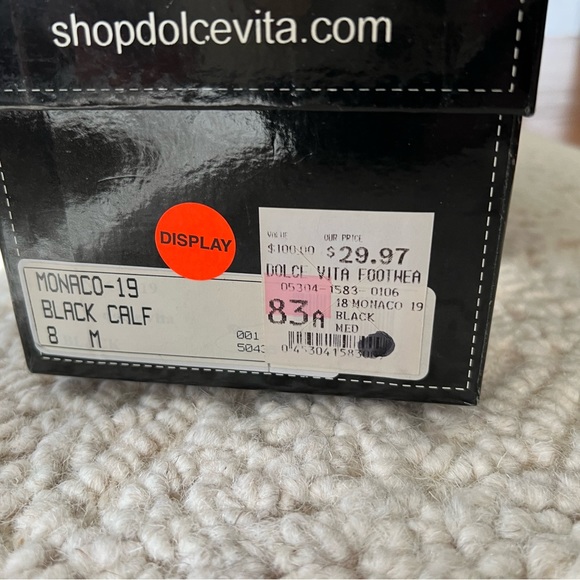 shopdolcevita.com
DISPLAY
MONACO-19
BLACK CALF
8 M
001
504
VALUE OUR PRICE
$100.00 $29.97
DOLCE VITA FOOTWEA
05304-1583-0106
83A
18 MONACO 19
BLACK
MED